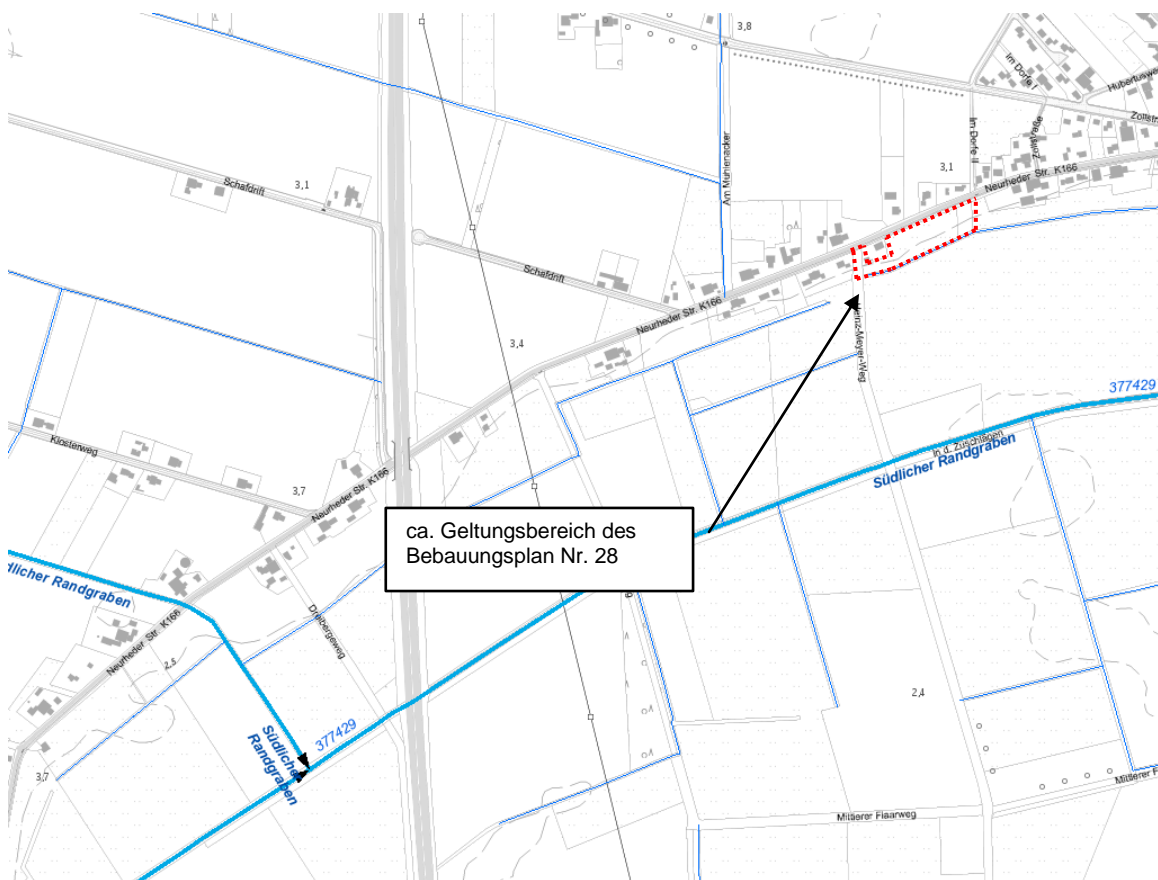 3,8
Im Dorfe I
Hubertusweg
Zollstr
Zollstraße
Im Dorfe II
3,1
Neurheder Str. K166
Am Mühlenacker
Schafdrift
3,1
Schafdrift
Neurheder Str. K166
Heinz-Meyer-Weg
3,4
377429
In d. Zuschlägen
Südlicher Randgraben
Klosterweg
3,7
Neurheder Str. K166
ca. Geltungsbereich des
Bebauungsplan Nr. 28
dlicher Randgraben
Dreibergeweg
Neurheder Str. K166
2,5
2,4
377429
Südlicher
Randgraben
3,7
Mittlerer F
Mittlerer Flaarweg